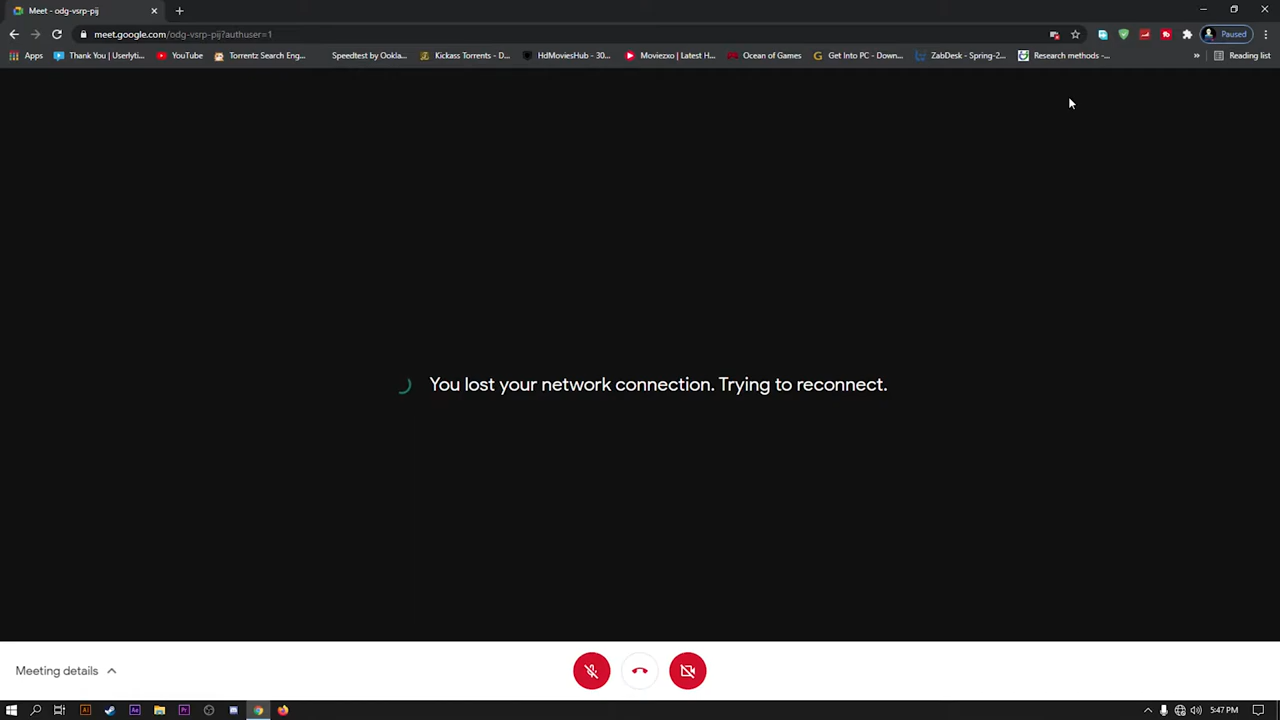 Meet - odg-vsrp-pij
meet.google.com/odg-vsrp-pij?authuser=1
Paused
Apps
Thank You | Userlyti...
YouTube
Torrentz Search Eng...
Speedtest by Ookla...
Kickass Torrents - D...
HdMoviesHub - 30...
Moviezxo | Latest H...
Ocean of Games
Get Into PC - Down...
ZabDesk - Spring-2...
Research methods -...
»
Reading list
You lost your network connection. Trying to reconnect.
Meeting details
Ai
Ae
Pr
5:47 PM